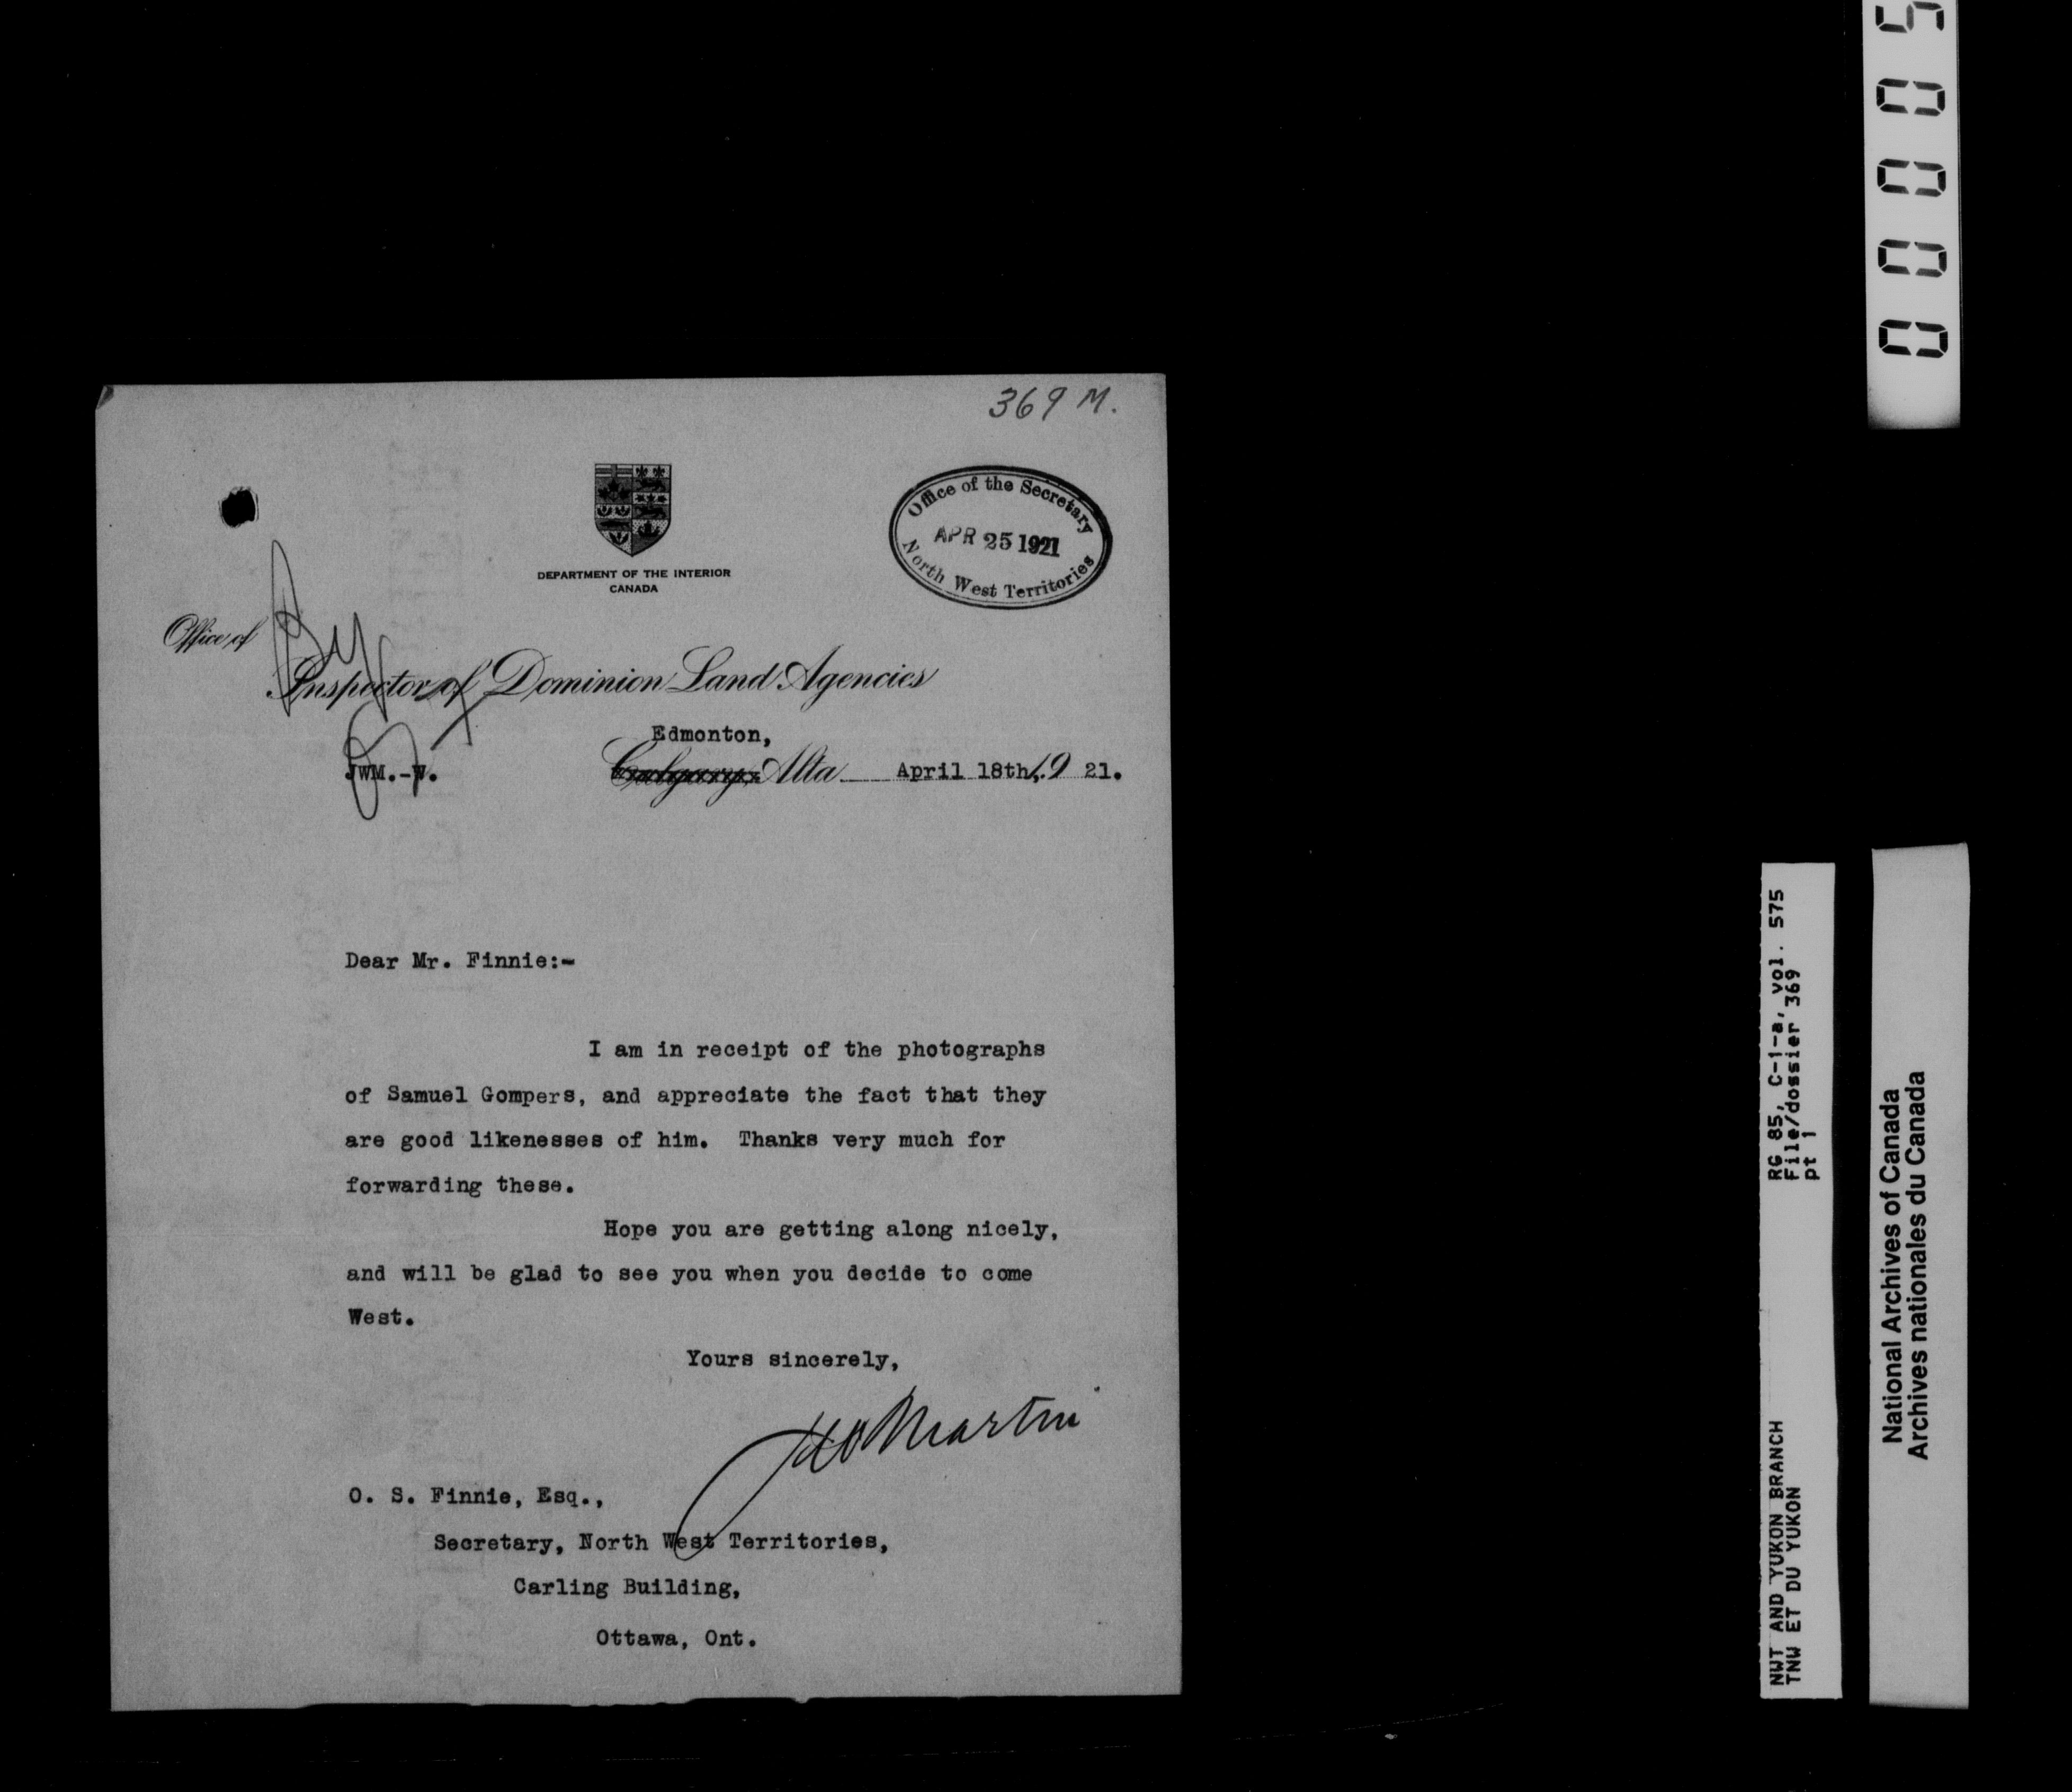 369 M.
Office of the Secretary
APR 25 1921
North West Territories
DEPARTMENT OF THE INTERIOR
CANADA
Office of
Inspector of Dominion Land Agencies
Edmonton,
JWM.-W.
Calgary, Alta April 18th, 19 21.
Dear Mr. Finnie:-
I am in receipt of the photographs
of Samuel Gompers, and appreciate the fact that they
are good likenesses of him. Thanks very much for
forwarding these.
Hope you are getting along nicely,
and will be glad to see you when you decide to come
West.
Yours sincerely,
JW Martin
O. S. Finnie, Esq.,
Secretary, North West Territories,
Carling Building,
Ottawa, Ont.
00005
RG 85, C-1-a, vol. 575
File/dossier 369
pt 1
NWT AND YUKON BRANCH
TNW ET DU YUKON
National Archives of Canada
Archives nationales du Canada